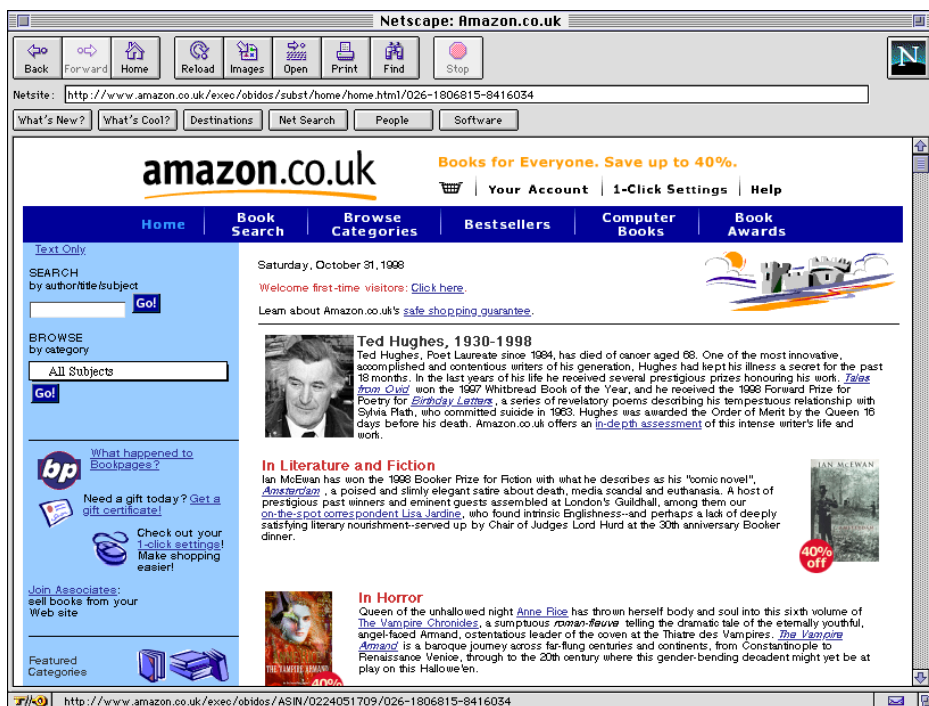 Netscape: Amazon.co.uk
Back
Forward
Home
Reload
Images
Open
Print
Find
Stop
N
Netsite: http://www.amazon.co.uk/exec/obidos/subst/home/home.html/026-1806815-8416034
What's New?
What's Cool?
Destinations
Net Search
People
Software
amazon.co.uk
Books for Everyone. Save up to 40%.
Your Account
1-Click Settings
Help
Home
Book Search
Browse Categories
Bestsellers
Computer Books
Book Awards
Text Only
SEARCH
by author/title/subject
Go!
BROWSE
by category
All Subjects
Go!
bp
What happened to
Bookpages?
Need a gift today? Get a
gift certificate!
Check out your
1-click settings!
Make shopping
easier!
Join Associates:
sell books from your
Web site
Featured
Categories
Saturday, October 31, 1998
Welcome first-time visitors: Click here.
Learn about Amazon.co.uk's safe shopping guarantee.
Ted Hughes, 1930-1998
Ted Hughes, Poet Laureate since 1984, has died of cancer aged 68. One of the most innovative,
accomplished and contentious writers of his generation, Hughes had kept his illness a secret for the past
18 months. In the last years of his life he received several prestigious prizes honouring his work. Tales
from Ovid won the 1997 Whitbread Book of the Year, and he received the 1998 Forward Prize for
Poetry for Birthday Letters, a series of revelatory poems describing his tempestuous relationship with
Sylvia Plath, who committed suicide in 1963. Hughes was awarded the Order of Merit by the Queen 16
days before his death. Amazon.co.uk offers an in-depth assessment of this intense writer's life and
work.
In Literature and Fiction
Ian McEwan has won the 1998 Booker Prize for Fiction with what he describes as his "comic novel",
Amsterdam , a poised and slimly elegant satire about death, media scandal and euthanasia. A host of
prestigious past winners and eminent guests assembled at London's Guildhall, among them our
on-the-spot correspondent Lisa Jardine, who found intrinsic Englishness--and perhaps a lack of deeply
satisfying literary nourishment--served up by Chair of Judges Lord Hurd at the 30th anniversary Booker
dinner.
IAN McEWAN
40%
off
In Horror
Queen of the unhallowed night Anne Rice has thrown herself body and soul into this sixth volume of
The Vampire Chronicles, a sumptuous roman-fleuve telling the dramatic tale of the eternally youthful,
angel-faced Armand, ostentatious leader of the coven at the Thiatre des Vampires. The Vampire
Armand is a baroque journey across far-flung centuries and continents, from Constantinople to
Renaissance Venice, through to the 20th century where this gender-bending decadent might yet be at
play on this Hallowe'en.
THE VAMPIRE ARMAND
40%
http://www.amazon.co.uk/exec/obidos/ASIN/0224051709/026-1806815-8416034